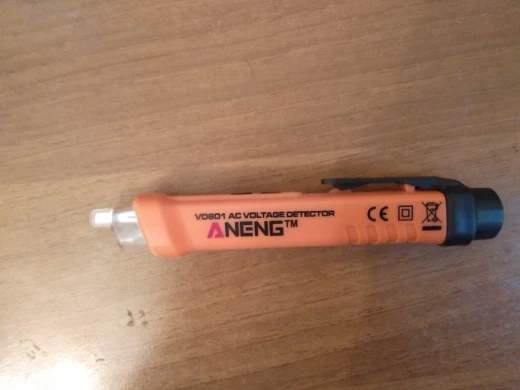 VD801 AC VOLTAGE DETECTOR
ANENG™
CE